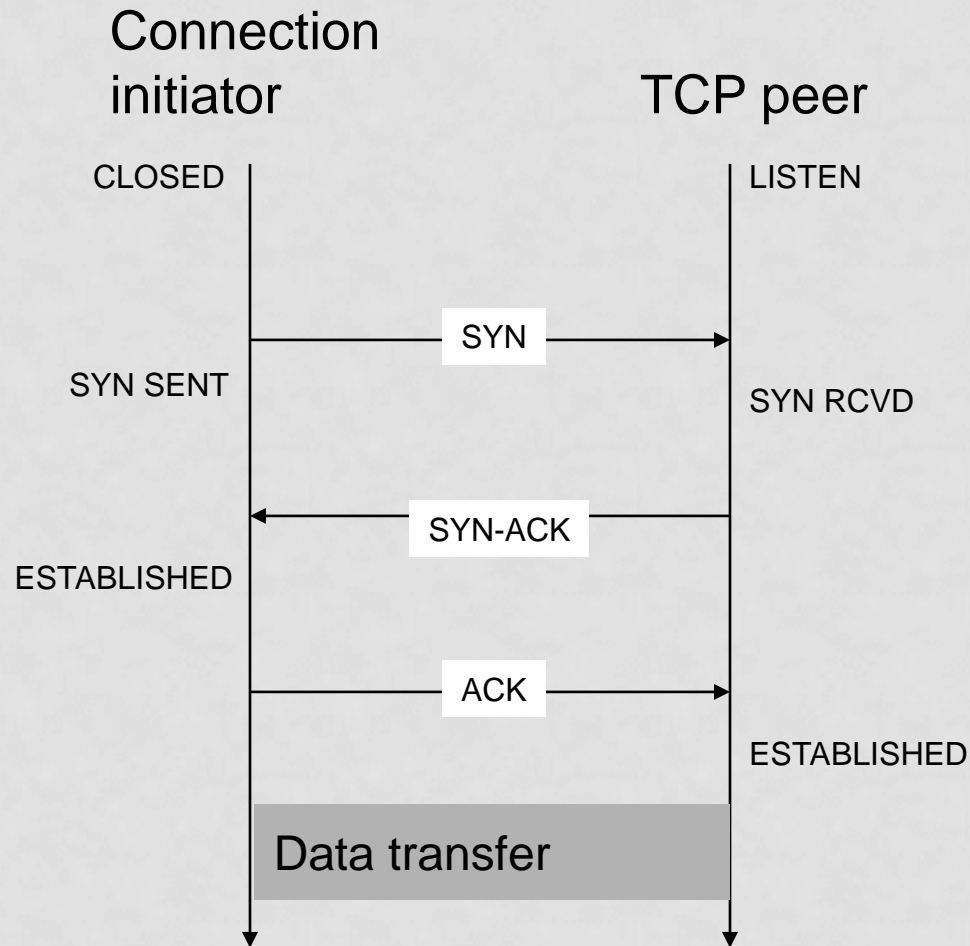 Connection
initiator
TCP peer
CLOSED
LISTEN
SYN
SYN SENT
SYN RCVD
SYN-ACK
ESTABLISHED
ACK
ESTABLISHED
Data transfer